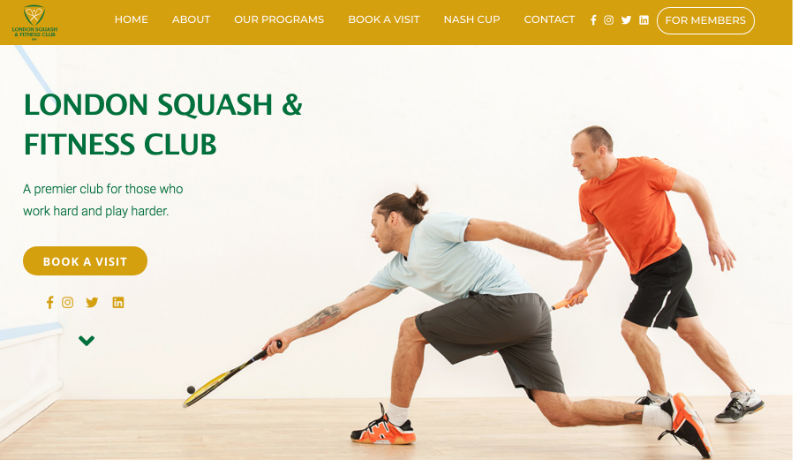 LONDON SQUASH
& FITNESS CLUB
HOME
ABOUT
OUR PROGRAMS
BOOK A VISIT
NASH CUP
CONTACT
FOR MEMBERS
LONDON SQUASH &
FITNESS CLUB
A premier club for those who
work hard and play harder.
BOOK A VISIT